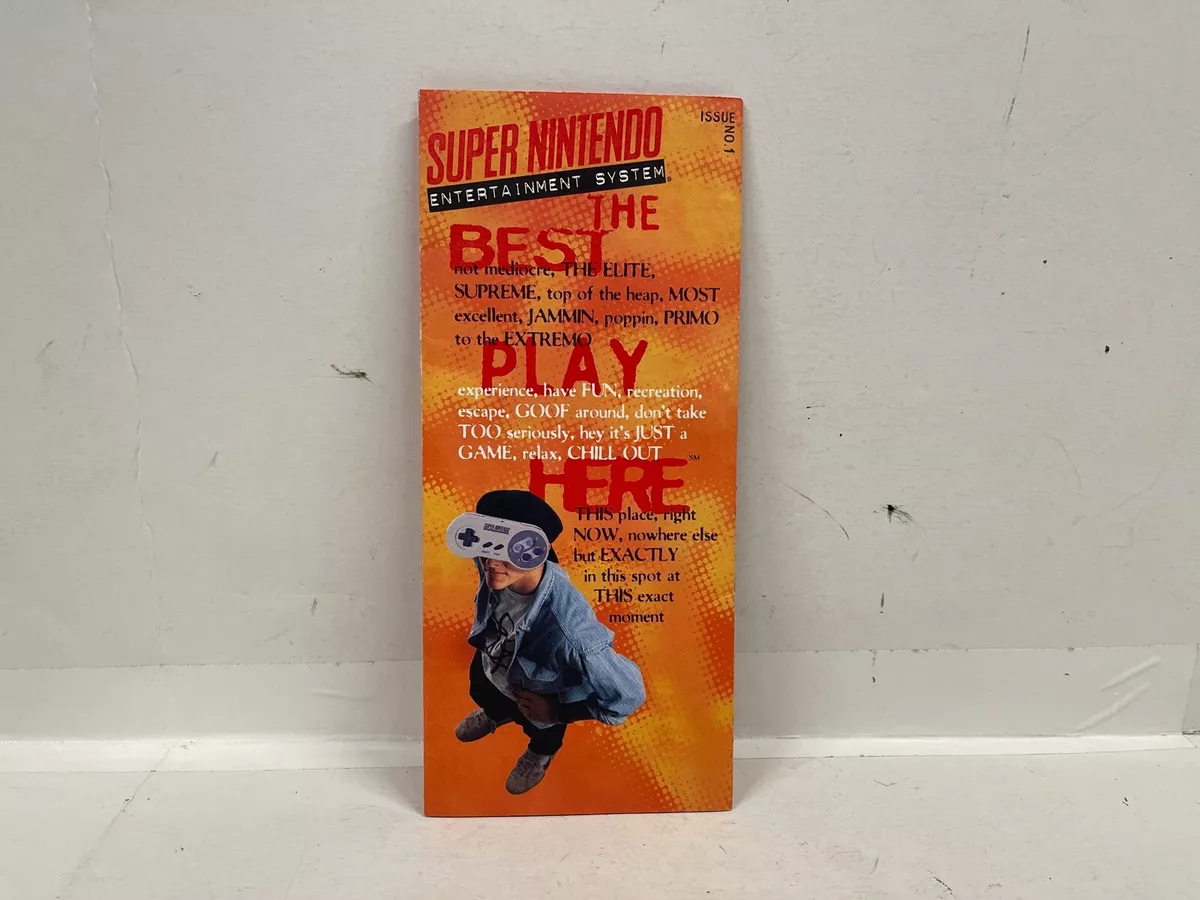 SUPER NINTENDO
ENTERTAINMENT SYSTEM®
ISSUE NO.1
THE
BEST
not mediocre, THE ELITE,
SUPREME, top of the heap, MOST
excellent, JAMMIN, poppin, PRIMO
to the EXTREMO
PLAY
experience, have FUN, recreation,
escape, GOOF around, don't take
TOO seriously, hey it's JUST a
GAME, relax, CHILL OUT
HERE℠
SUPER NINTENDO
THIS place, right
NOW, nowhere else
but EXACTLY
in this spot at
THIS exact
moment